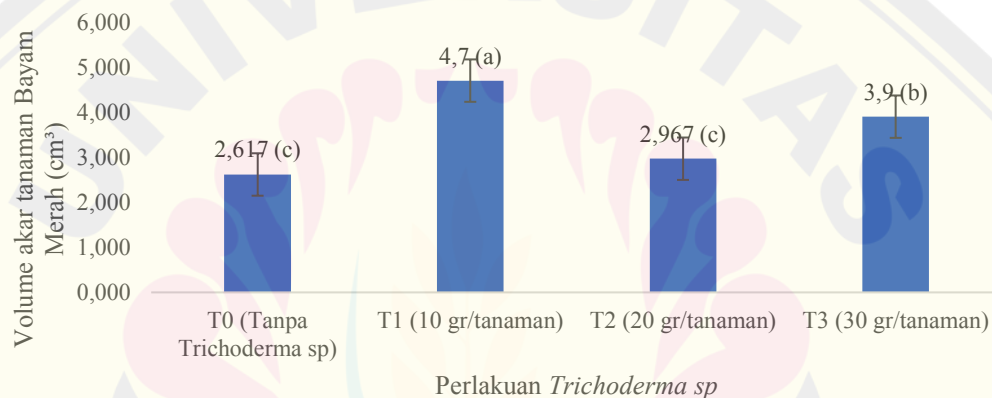 6,000
5,000
4,000
3,000
2,000
1,000
0,000
Volume akar tanaman Bayam
Merah (cm³)
2,617 (c)
4,7 (a)
2,967 (c)
3,9 (b)
T0 (Tanpa
Trichoderma sp)
T1 (10 gr/tanaman)
T2 (20 gr/tanaman)
T3 (30 gr/tanaman)
Perlakuan Trichoderma sp
UNIVERSITAS